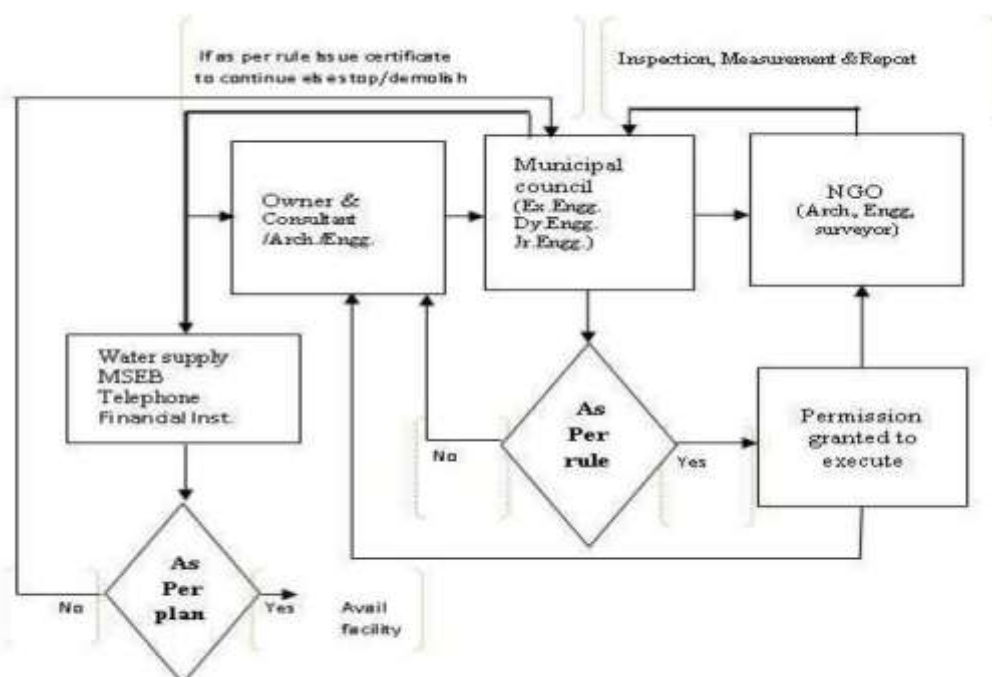 If as per rule Issue certificate
to continue else stop/demolish
Inspection, Measurement & Report
Owner &
Consultant
/Arch./Engg.
Municipal
council
(Ex.Engg.
Dy.Engg.
Jr.Engg.)
NGO
(Arch., Engg,
surveyor)
Water supply
MSEB
Telephone
Financial Inst.
As
Per
rule
No
Yes
Permission
granted to
execute
As
Per
plan
No
Yes
Avail
facility